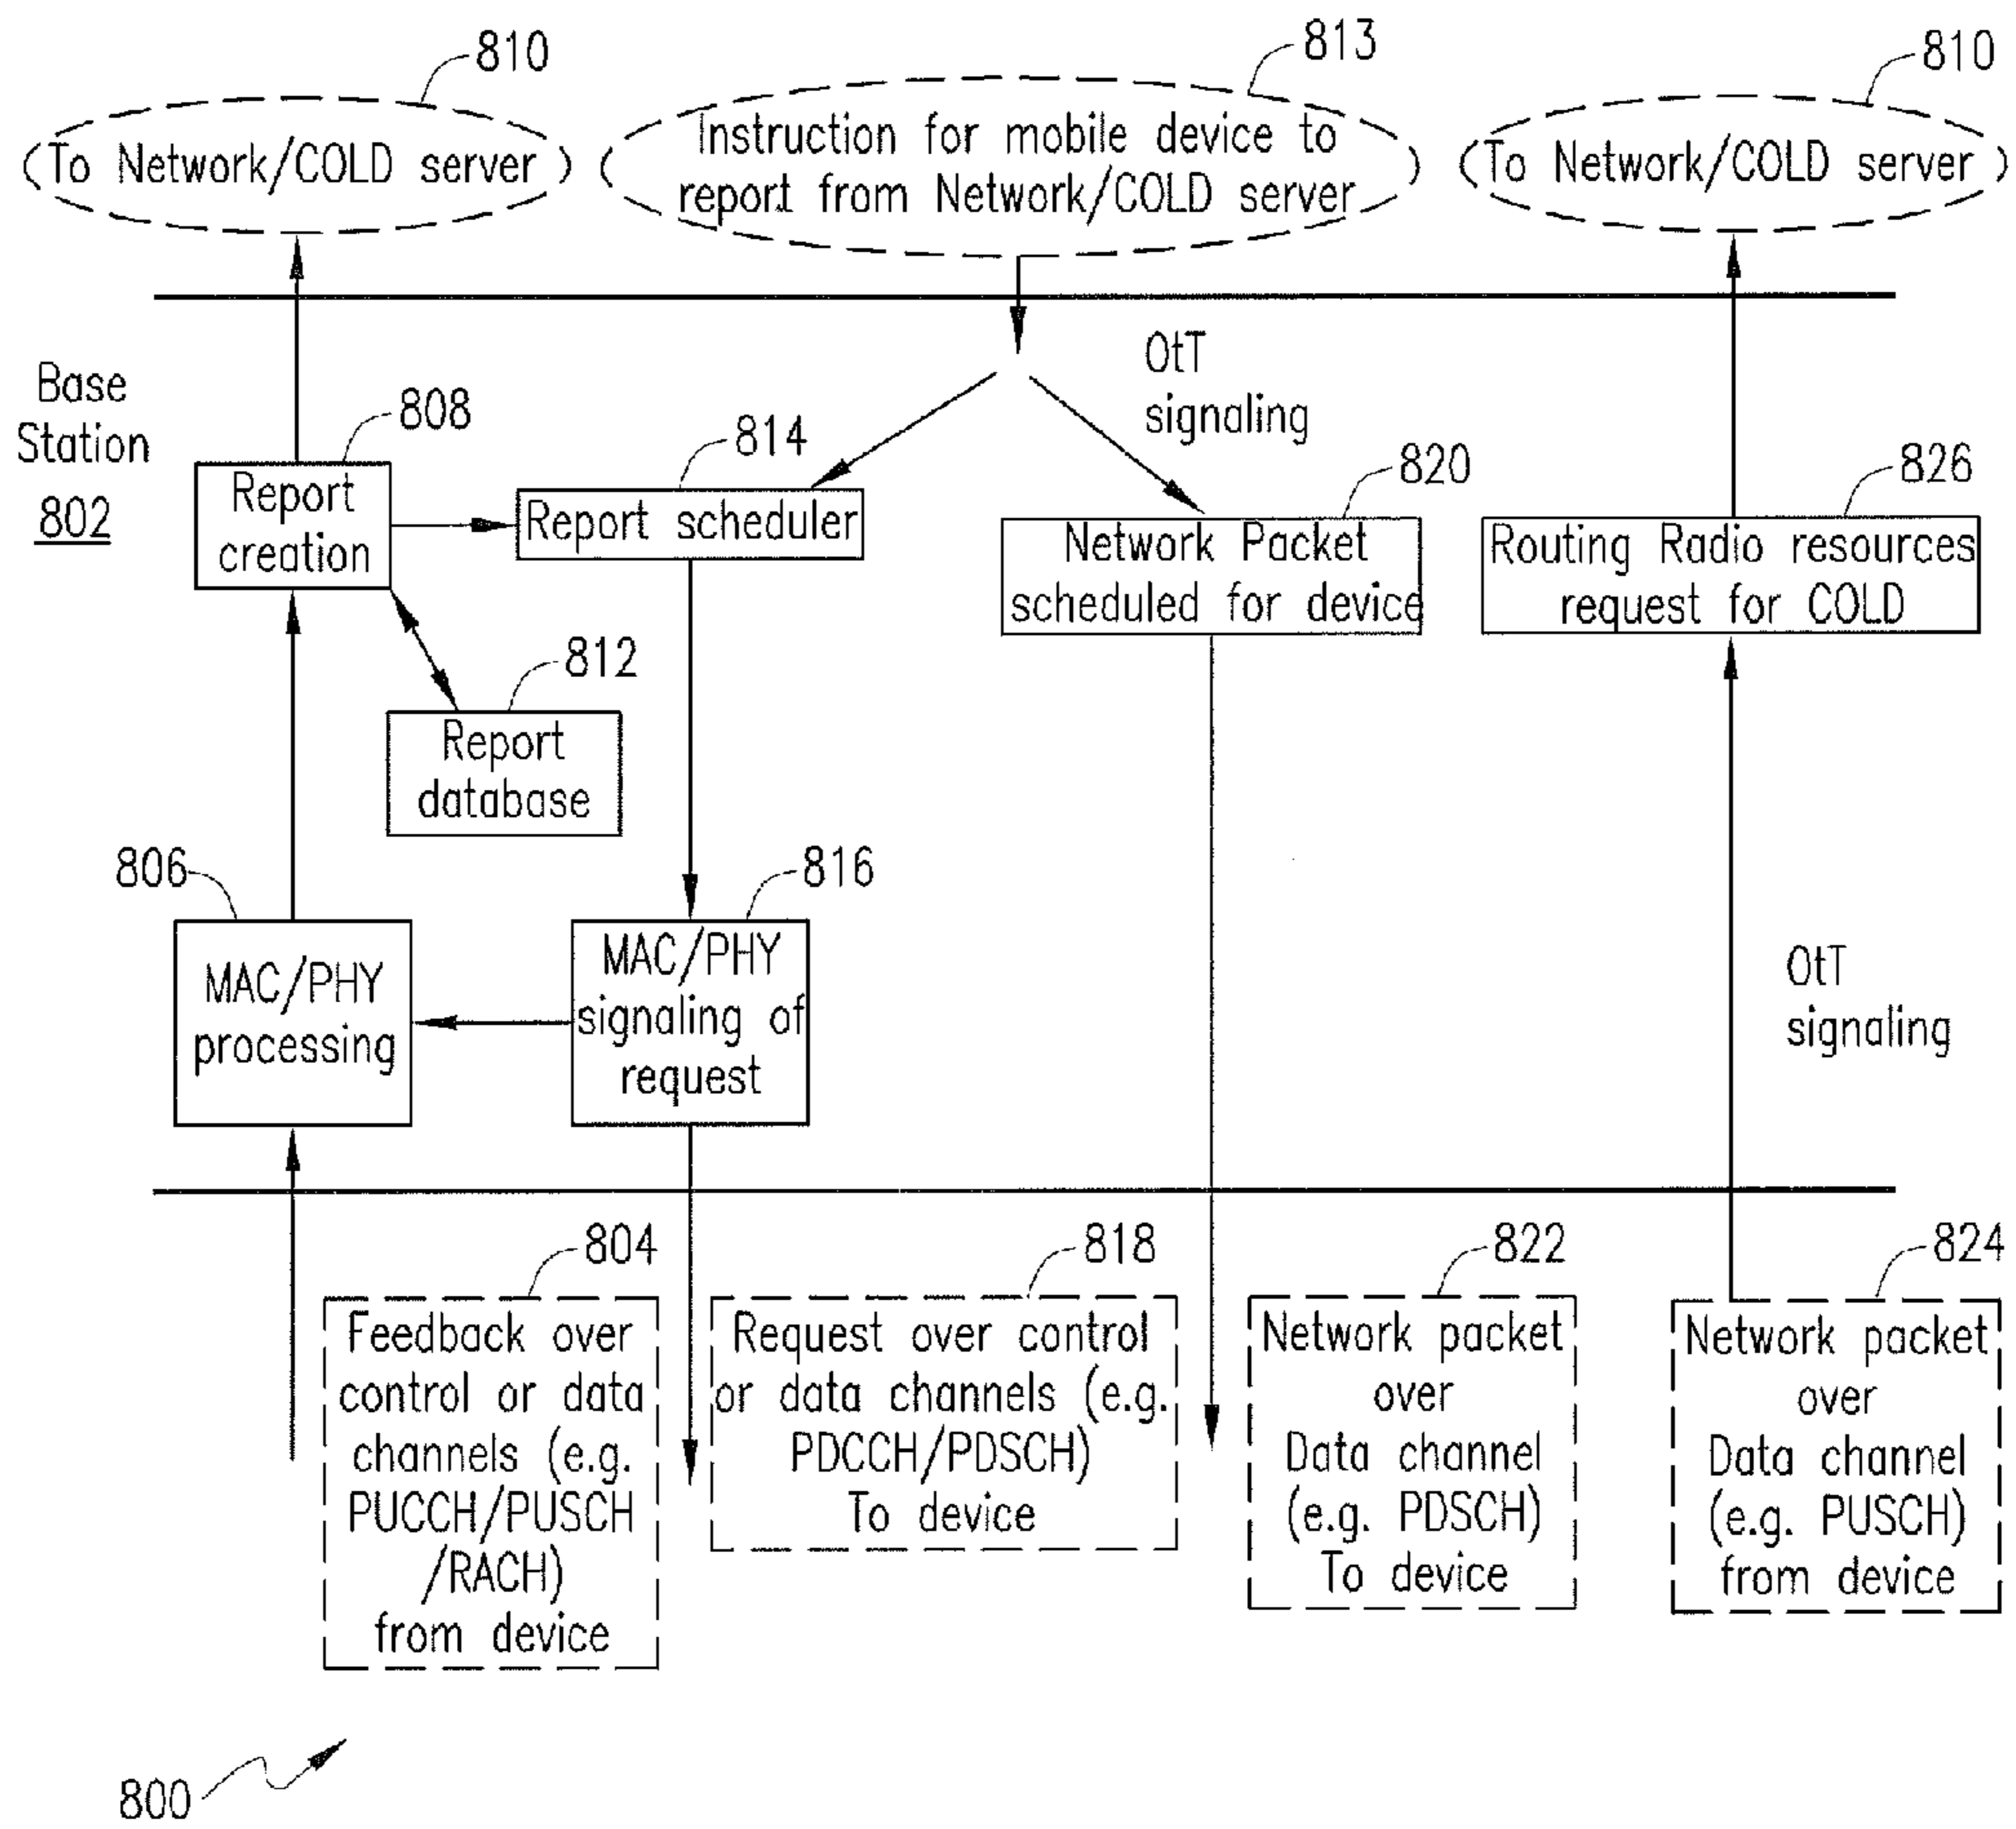 810
813
810
(To Network/COLD server)
Instruction for mobile device to
report from Network/COLD server
(To Network/COLD server)
Base
Station
802
OtT
signaling
808
814
820
826
Report
creation
Report scheduler
Network Packet
scheduled for device
Routing Radio resources
request for COLD
812
Report
database
806
816
MAC/PHY
processing
MAC/PHY
signaling of
request
OtT
signaling
804
818
822
824
Feedback over
control or data
channels (e.g.
PUCCH/PUSCH
/RACH)
from device
Request over control
or data channels (e.g.
PDCCH/PDSCH)
To device
Network packet
over
Data channel
(e.g. PDSCH)
To device
Network packet
over
Data channel
(e.g. PUSCH)
from device
800